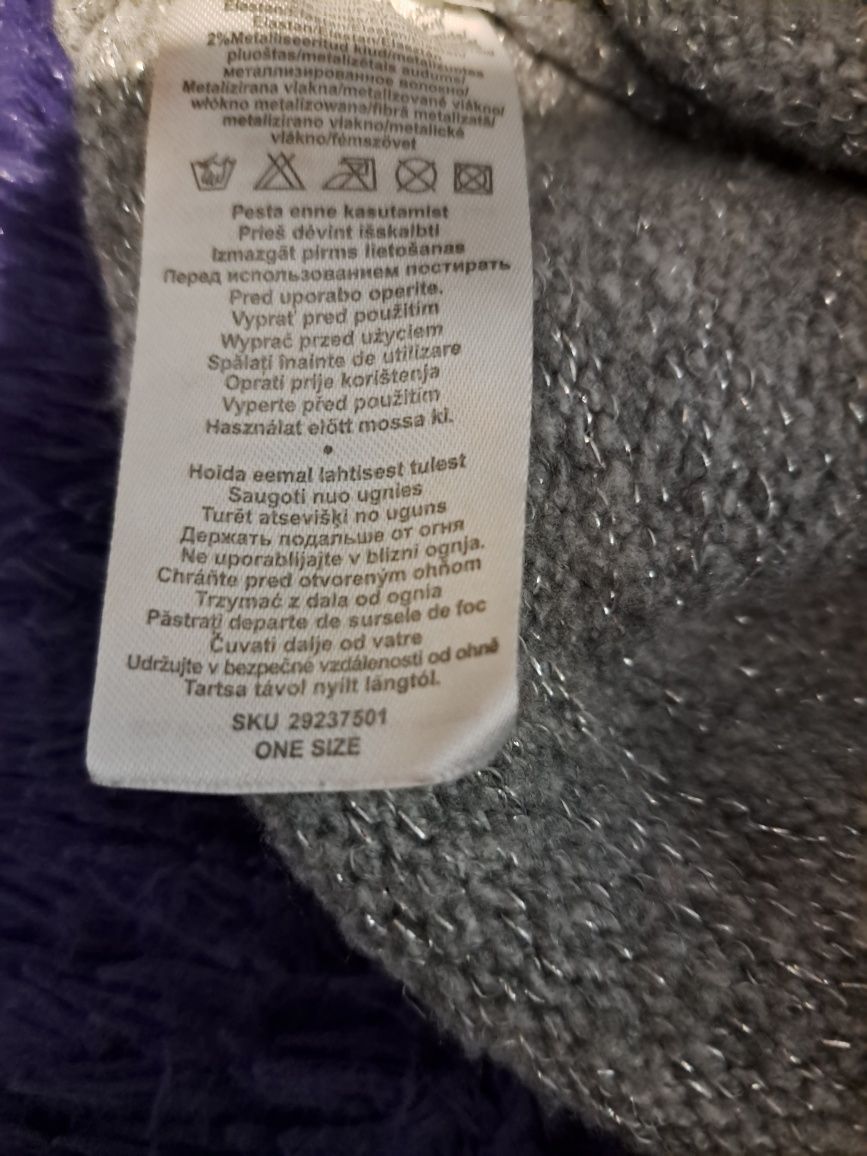 Elastan
2%Metalliseeritud kiud/
pluoštas/metalizētais audums/
металлизированное волокно/
Metalizirana vlakna/metalizované vlákno/
włókno metalizowana/fibră metalizată/
metalizirano vlakno/metalické
vlákno/fémszövet
Pesta enne kasutamist
Prieš dėvint išskalbti
Izmazgāt pirms lietošanas
Перед использованием постирать
Pred uporabo operite.
Vyprať pred použitím
Wyprać przed użyciem
Spălați înainte de utilizare
Oprati prije korištenja
Vyperte před použitím
Használat előtt mossa ki.
•
Hoida eemal lahtisest tulest
Saugoti nuo ugnies
Turēt atsevišķi no uguns
Держать подальше от огня
Ne uporabljajte v blizni ognja.
Chráňte pred otvoreným ohňom
Trzymać z dala od ognia
Păstrați departe de sursele de foc
Čuvati dalje od vatre
Udržujte v bezpečné vzdálenosti od ohně
Tartsa távol nyílt lángtól.
SKU 29237501
ONE SIZE